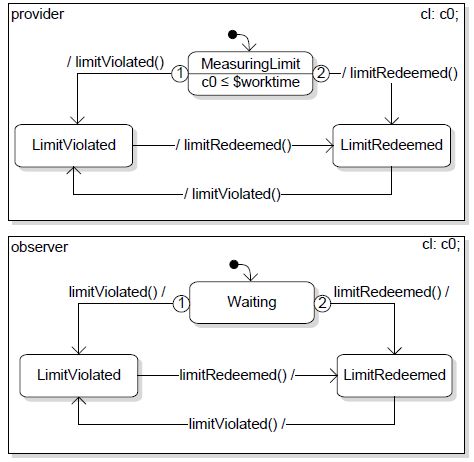 provider
cl: c0;
/ limitViolated()
1
MeasuringLimit
c0 ≤ $worktime
2
/ limitRedeemed()
LimitViolated
/ limitRedeemed()
LimitRedeemed
/ limitViolated()
observer
cl: c0;
limitViolated() /
1
Waiting
2
limitRedeemed() /
LimitViolated
limitRedeemed() /
LimitRedeemed
limitViolated() /